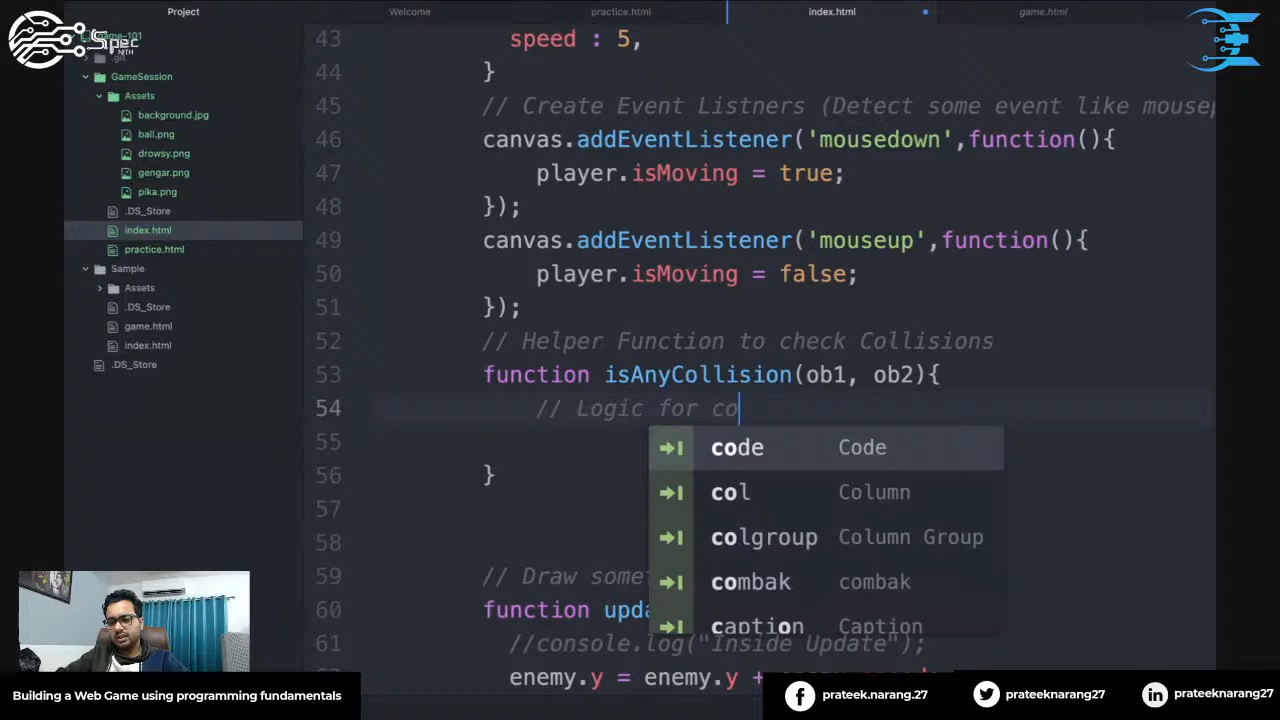 Project
Welcome
practice.html
index.html
game.html
Spec
NITH
game-101
.git
GameSession
Assets
background.jpg
ball.png
drowsy.png
gengar.png
pika.png
.DS_Store
index.html
practice.html
Sample
Assets
.DS_Store
game.html
index.html
.DS_Store
43 speed : 5,
44 }
45 // Create Event Listners (Detect some event like mousep
46 canvas.addEventListener('mousedown',function(){
47 player.isMoving = true;
48 });
49 canvas.addEventListener('mouseup',function(){
50 player.isMoving = false;
51 });
52 // Helper Function to check Collisions
53 function isAnyCollision(ob1, ob2){
54 // Logic for co
55
56 }
57
58
59 // Draw somet
60 function upda
61 //console.log("Inside Update");
enemy.y = enemy.y +
code Code
col Column
colgroup Column Group
combak combak
caption Caption
Building a Web Game using programming fundamentals
prateek.narang.27
prateeknarang27
prateeknarang27